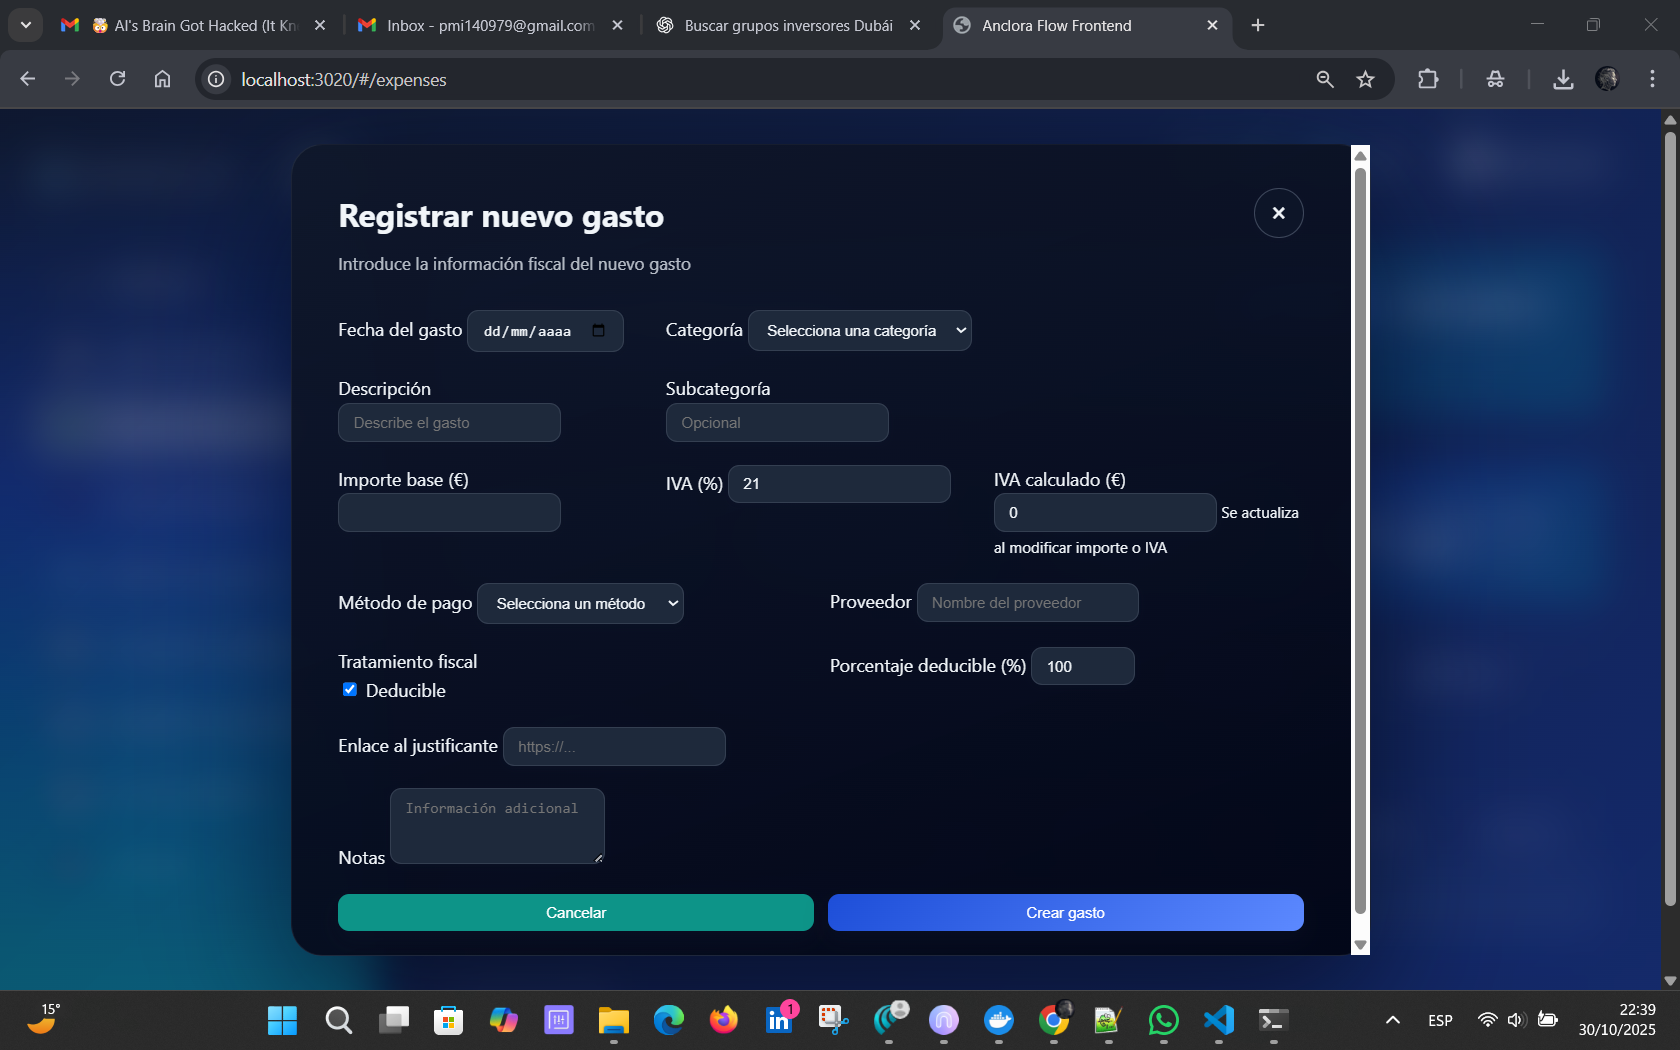 🤯 AI's Brain Got Hacked (It Kn
Inbox - pmi140979@gmail.com
Buscar grupos inversores Dubái
Anclora Flow Frontend
localhost:3020/#/expenses
Registrar nuevo gasto
Introduce la información fiscal del nuevo gasto
Fecha del gasto dd/mm/aaaa Categoría Selecciona una categoría
Descripción Subcategoría
Describe el gasto Opcional
Importe base (€) IVA (%) 21 IVA calculado (€)
0 Se actualiza
al modificar importe o IVA
Método de pago Selecciona un método Proveedor Nombre del proveedor
Tratamiento fiscal Porcentaje deducible (%) 100
Deducible
Enlace al justificante https://...
Información adicional
Notas
Cancelar Crear gasto
15°
1
ESP
22:39
30/10/2025